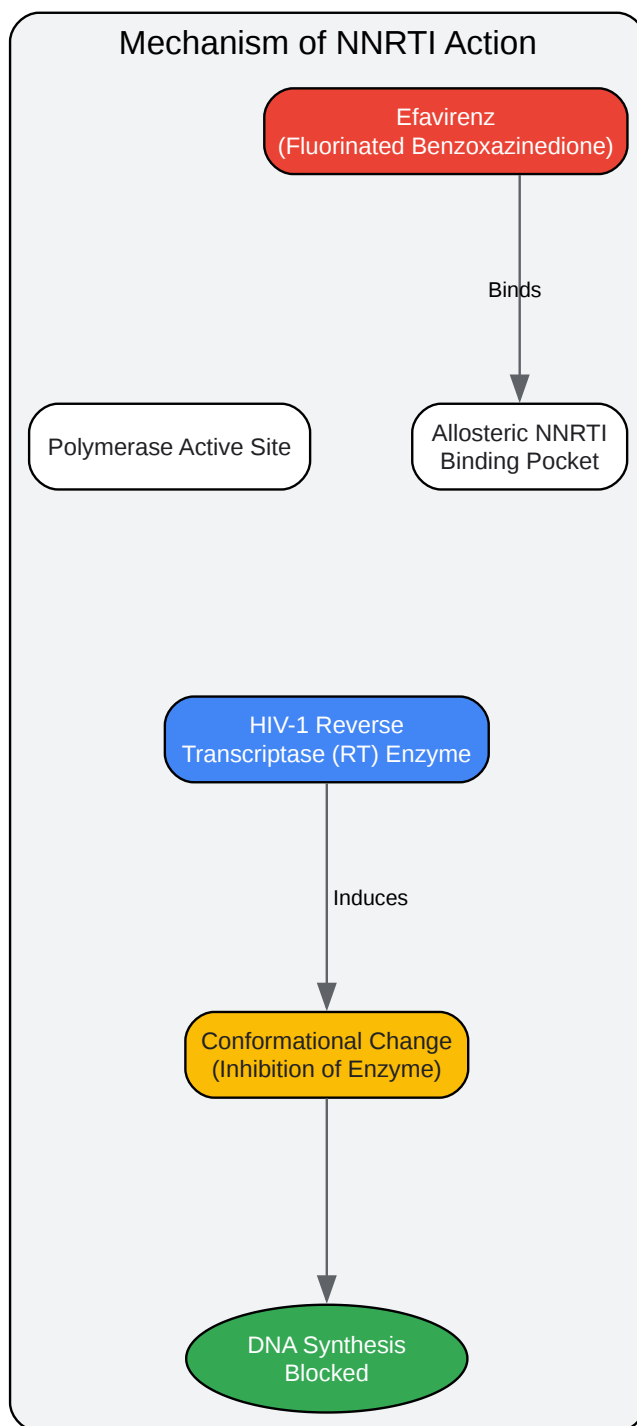 Mechanism of NNRTI Action
Efavirenz
(Fluorinated Benzoxazinedione)
Binds
Polymerase Active Site
Allosteric NNRTI
Binding Pocket
HIV-1 Reverse
Transcriptase (RT) Enzyme
Induces
Conformational Change
(Inhibition of Enzyme)
DNA Synthesis
Blocked